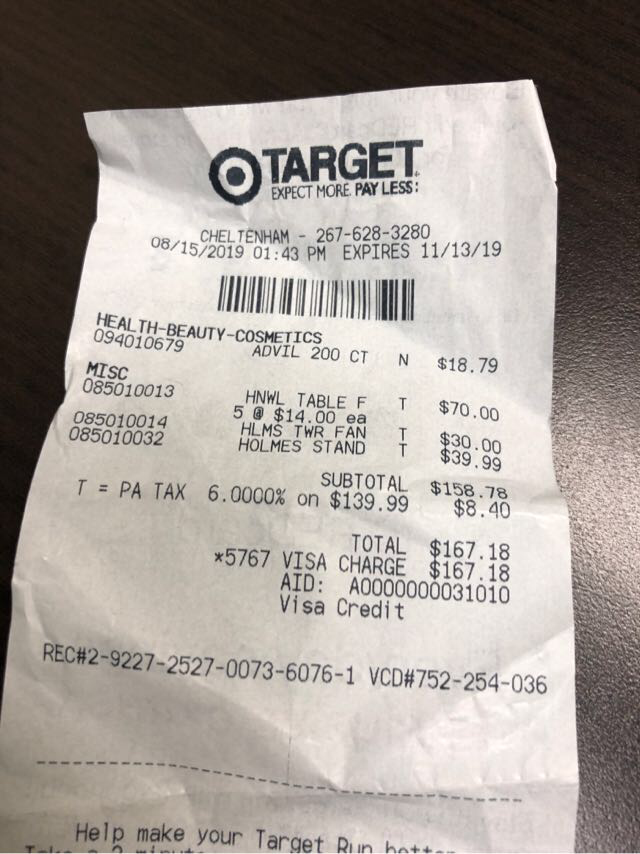 TARGET
EXPECT MORE. PAY LESS.
CHELTENHAM - 267-628-3280
08/15/2019 01:43 PM EXPIRES 11/13/19
HEALTH-BEAUTY-COSMETICS
094010679 ADVIL 200 CT N $18.79
MISC
085010013 HNWL TABLE F T $70.00
5 @ $14.00 ea
085010014 HLMS TWR FAN T $30.00
085010032 HOLMES STAND T $39.99
SUBTOTAL $158.78
T = PA TAX 6.0000% on $139.99 $8.40
TOTAL $167.18
*5767 VISA CHARGE $167.18
AID: A0000000031010
Visa Credit
REC#2-9227-2527-0073-6076-1 VCD#752-254-036
Help make your Target Run